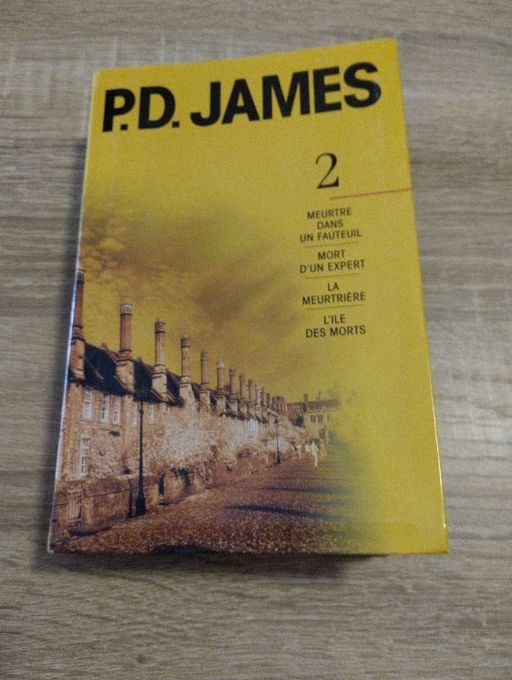 P.D. JAMES
2
MEURTRE
DANS
UN FAUTEUIL
MORT
D'UN EXPERT
LA
MEURTRIÈRE
L'ILE
DES MORTS